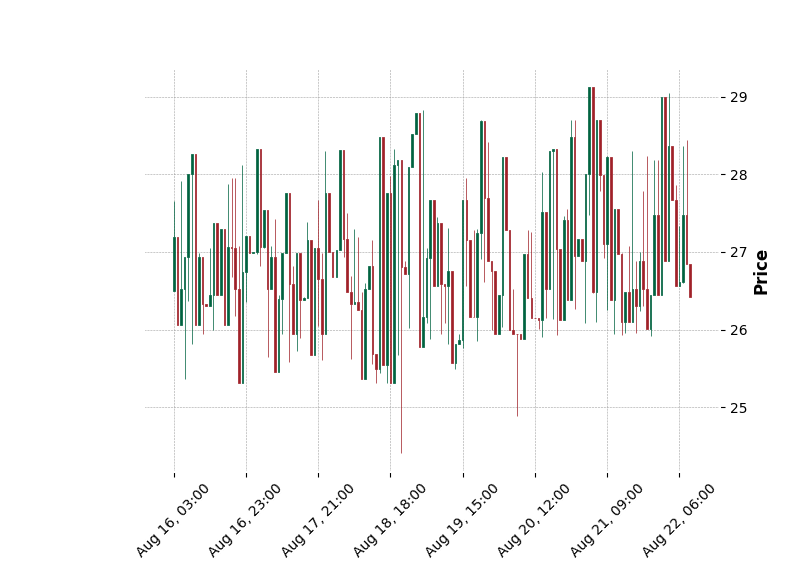 29
28
27
26
25
Price
Aug 16, 03:00
Aug 16, 23:00
Aug 17, 21:00
Aug 18, 18:00
Aug 19, 15:00
Aug 20, 12:00
Aug 21, 09:00
Aug 22, 06:00